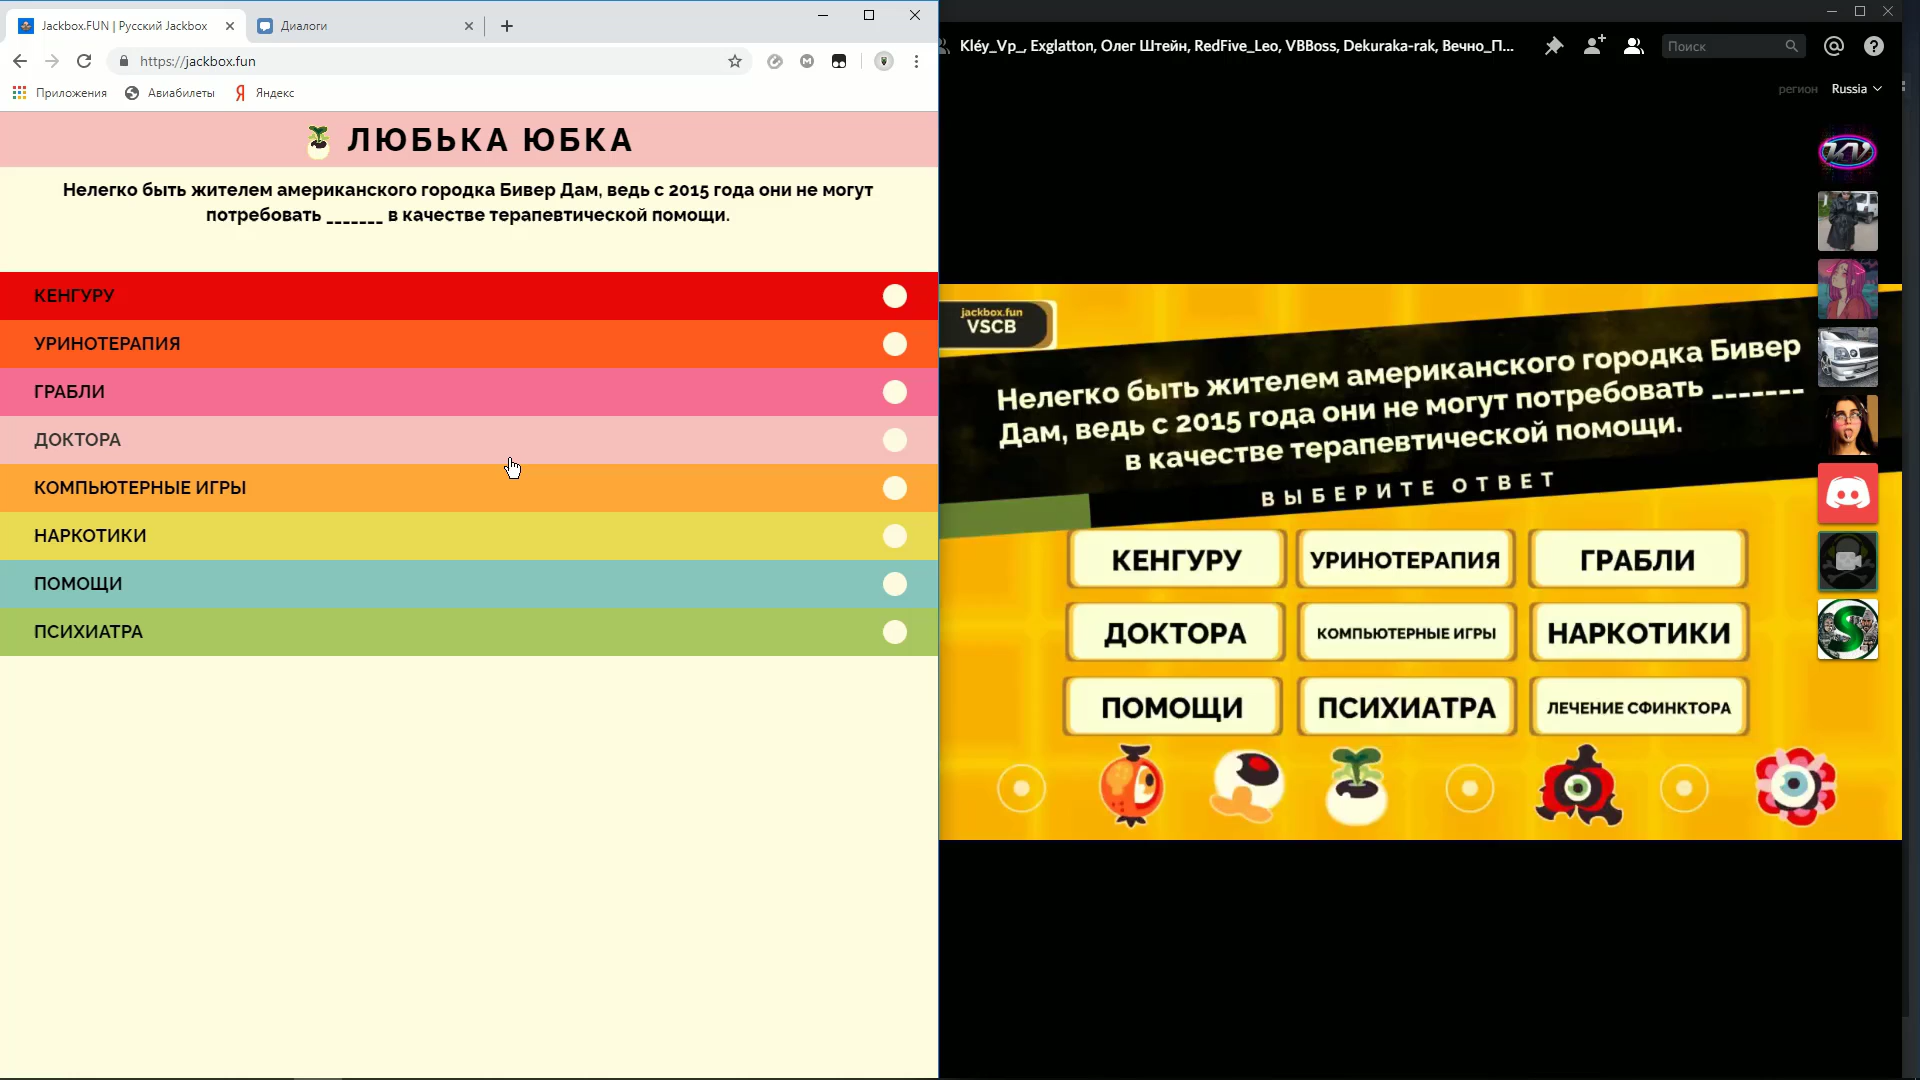 Jackbox.FUN | Русский Jackbox
Диалоги
https://jackbox.fun
Приложения
Авиабилеты
Яндекс
ЛЮБЬКА ЮБКА
Нелегко быть жителем американского городка Бивер Дам, ведь с 2015 года они не могут
потребовать _______ в качестве терапевтической помощи.
КЕНГУРУ
УРИНОТЕРАПИЯ
ГРАБЛИ
ДОКТОРА
КОМПЬЮТЕРНЫЕ ИГРЫ
НАРКОТИКИ
ПОМОЩИ
ПСИХИАТРА
Kléy_Vp_, Exglatton, Олег Штейн, RedFive_Leo, VBBoss, Dekuraka-rak, Вечно_П...
Поиск
регион Russia
jackbox.fun
VSCB
Нелегко быть жителем американского городка Бивер
Дам, ведь с 2015 года они не могут потребовать _______
в качестве терапевтической помощи.
ВЫБЕРИТЕ ОТВЕТ
КЕНГУРУ УРИНОТЕРАПИЯ ГРАБЛИ
ДОКТОРА КОМПЬЮТЕРНЫЕ ИГРЫ НАРКОТИКИ
ПОМОЩИ ПСИХИАТРА ЛЕЧЕНИЕ СФИНКТОРА
KV
S